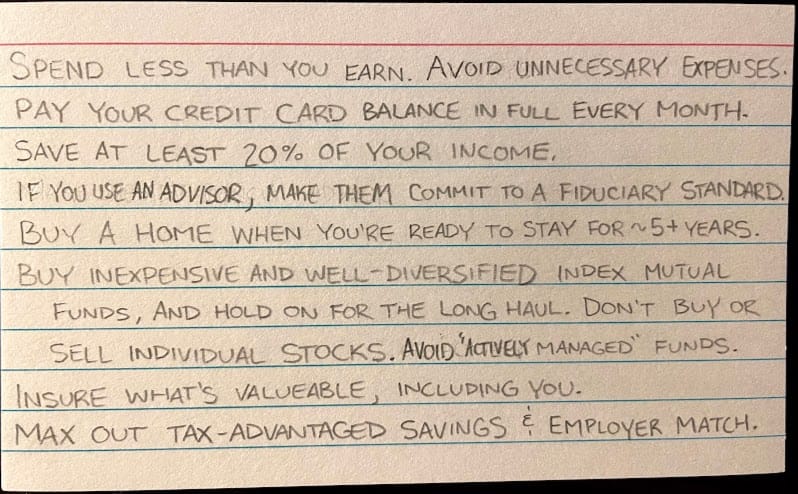 SPEND LESS THAN YOU EARN. AVOID UNNECESSARY EXPENSES.
PAY YOUR CREDIT CARD BALANCE IN FULL EVERY MONTH.
SAVE AT LEAST 20% OF YOUR INCOME.
IF YOU USE AN ADVISOR, MAKE THEM COMMIT TO A FIDUCIARY STANDARD.
BUY A HOME WHEN YOU'RE READY TO STAY FOR ~5+ YEARS.
BUY INEXPENSIVE AND WELL-DIVERSIFIED INDEX MUTUAL
FUNDS, AND HOLD ON FOR THE LONG HAUL. DON'T BUY OR
SELL INDIVIDUAL STOCKS. AVOID "ACTIVELY MANAGED" FUNDS.
INSURE WHAT'S VALUEABLE, INCLUDING YOU.
MAX OUT TAX-ADVANTAGED SAVINGS & EMPLOYER MATCH.